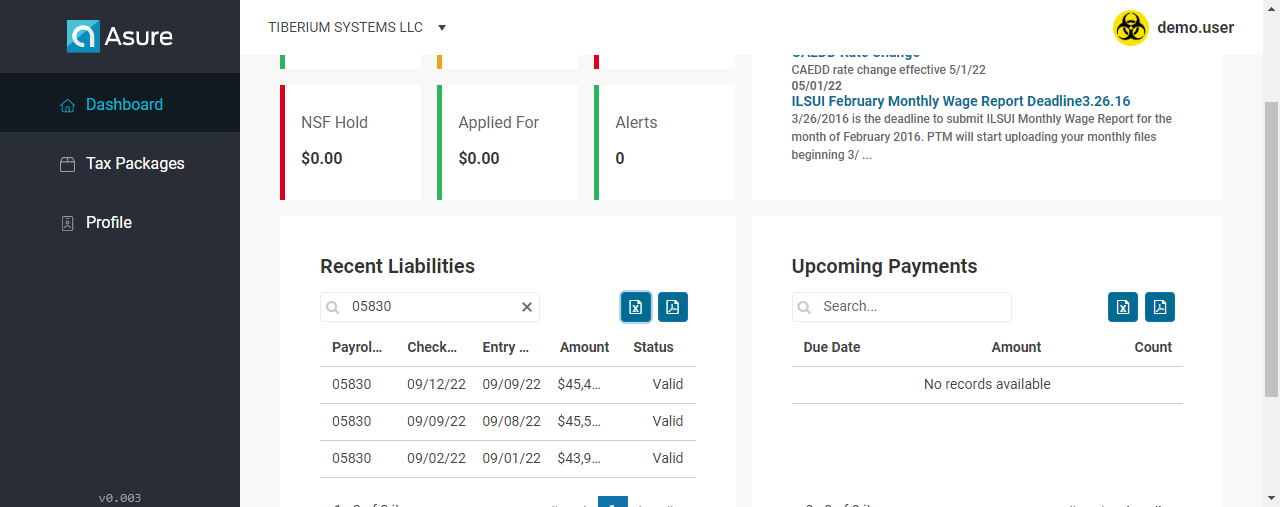 Asure
TIBERIUM SYSTEMS LLC
demo.user
Dashboard
Tax Packages
Profile
v0.003
NSF Hold
$0.00
Applied For
$0.00
Alerts
0
CAEDD Rate Change
CAEDD rate change effective 5/1/22
05/01/22
ILSUI February Monthly Wage Report Deadline3.26.16
3/26/2016 is the deadline to submit ILSUI Monthly Wage Report for the
month of February 2016. PTM will start uploading your monthly files
beginning 3/ ...
Recent Liabilities
05830
Payrol... Check... Entry ... Amount Status
05830 09/12/22 09/09/22 $45,4... Valid
05830 09/09/22 09/08/22 $45,5... Valid
05830 09/02/22 09/01/22 $43,9... Valid
Upcoming Payments
Search...
Due Date Amount Count
No records available